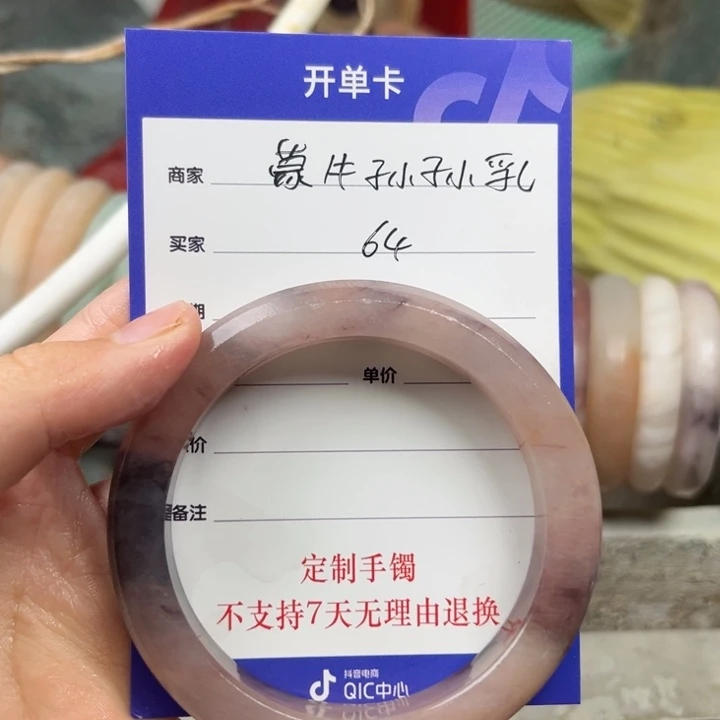 开单卡
商家 蒙牛孙子小乳
买家 64
期
单价
价
备注
定制手镯
不支持7天无理由退换
抖音电商
QIC中心